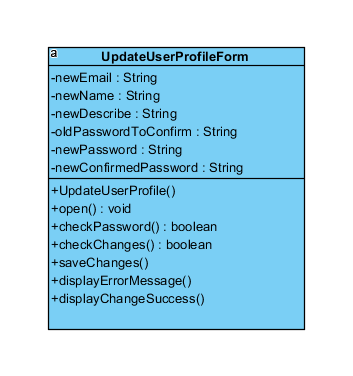 a
UpdateUserProfileForm
-newEmail : String
-newName : String
-newDescribe : String
-oldPasswordToConfirm : String
-newPassword : String
-newConfirmedPassword : String
+UpdateUserProfile()
+open() : void
+checkPassword() : boolean
+checkChanges() : boolean
+saveChanges()
+displayErrorMessage()
+displayChangeSuccess()